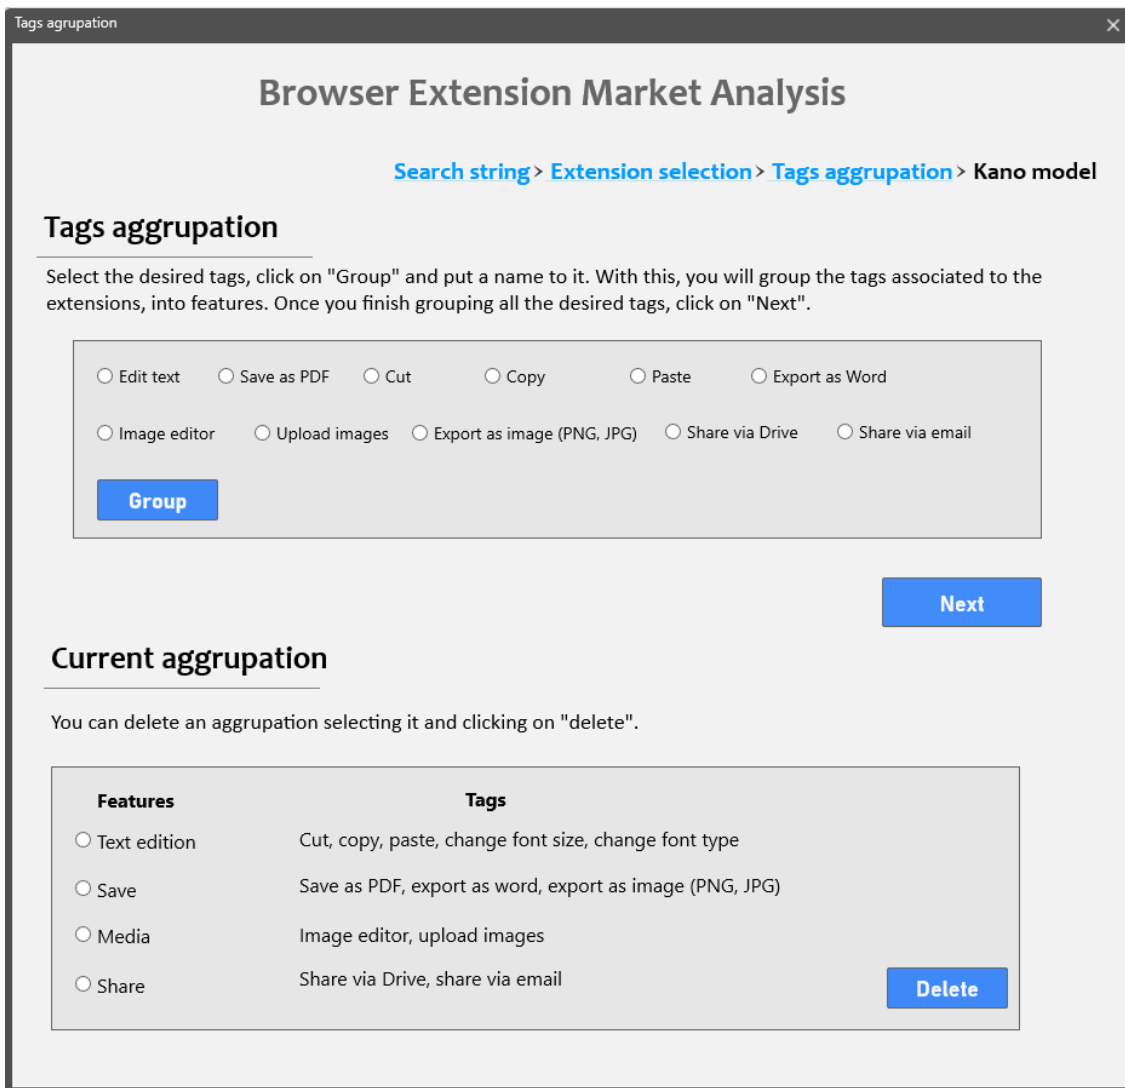 Tags agrupation
Browser Extension Market Analysis
Search string > Extension selection > Tags aggrupation > Kano model
Tags aggrupation
Select the desired tags, click on "Group" and put a name to it. With this, you will group the tags associated to the
extensions, into features. Once you finish grouping all the desired tags, click on "Next".
Edit text Save as PDF Cut Copy Paste Export as Word
Image editor Upload images Export as image (PNG, JPG) Share via Drive Share via email
Group
Next
Current aggrupation
You can delete an aggrupation selecting it and clicking on "delete".
Features Tags
Text edition Cut, copy, paste, change font size, change font type
Save Save as PDF, export as word, export as image (PNG, JPG)
Media Image editor, upload images
Share Share via Drive, share via email
Delete